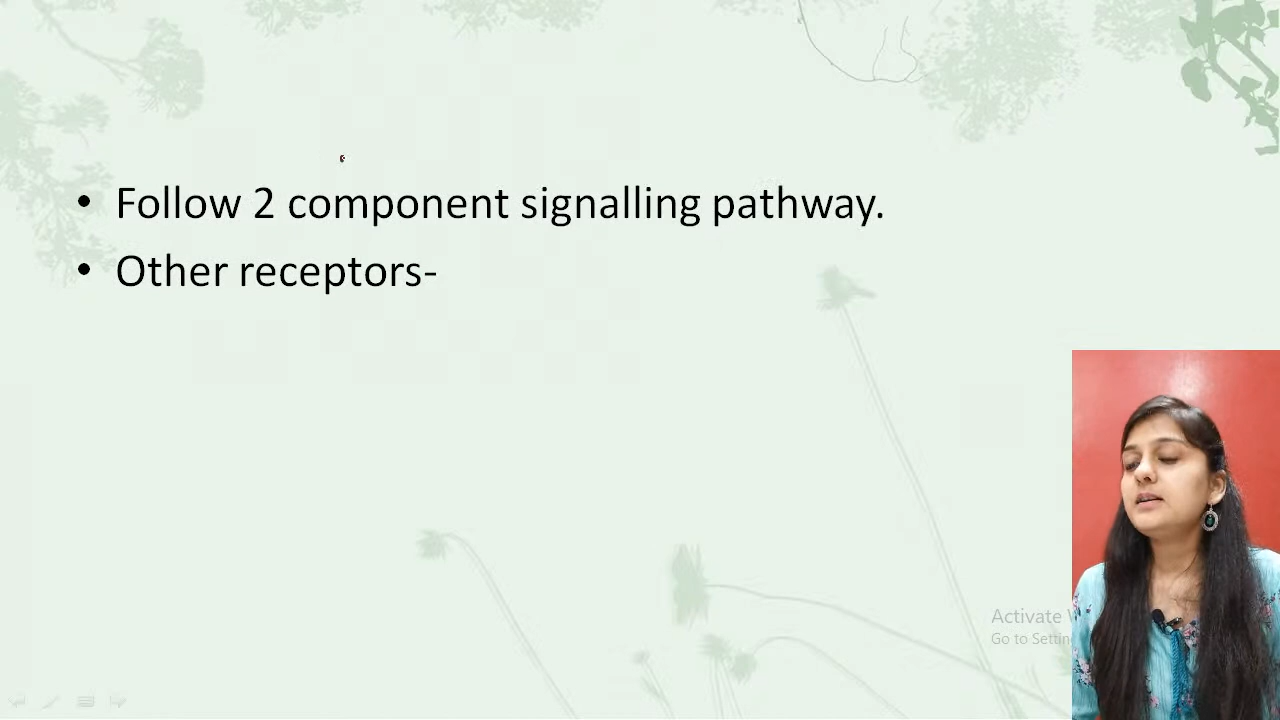 • Follow 2 component signalling pathway.
• Other receptors-
Activate
Go to Settin